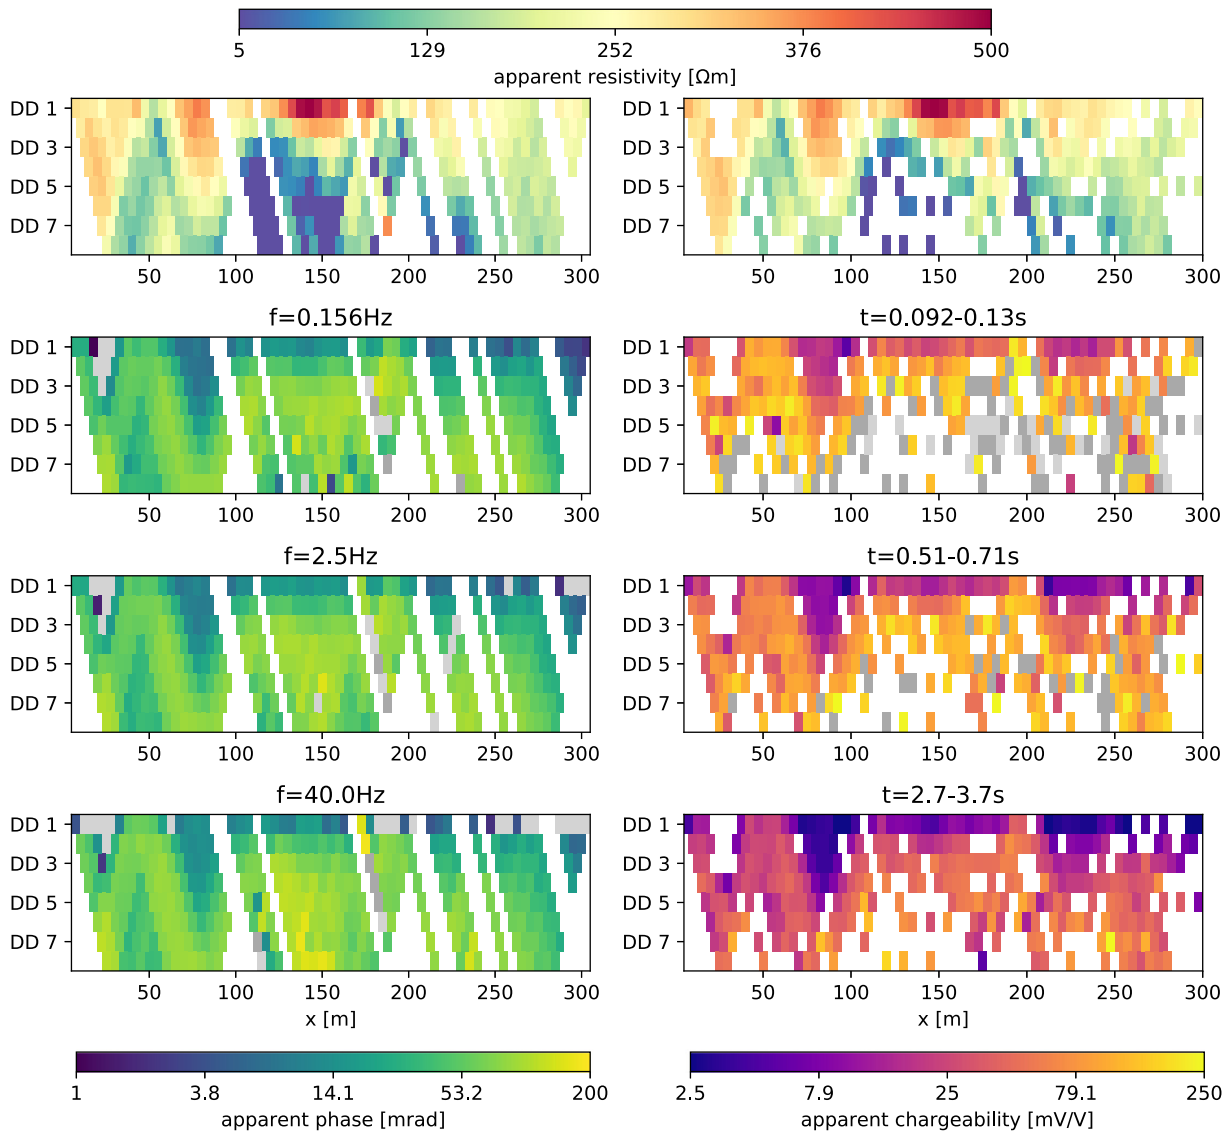 5 129 252 376 500
apparent resistivity [Ωm]
DD 1
DD 3
DD 5
DD 7
50 100 150 200 250 300
50 100 150 200 250 300
f=0.156Hz
t=0.092-0.13s
DD 1
DD 3
DD 5
DD 7
DD 1
DD 3
DD 5
DD 7
50 100 150 200 250 300
50 100 150 200 250 300
f=2.5Hz
t=0.51-0.71s
DD 1
DD 3
DD 5
DD 7
DD 1
DD 3
DD 5
DD 7
50 100 150 200 250 300
50 100 150 200 250 300
f=40.0Hz
t=2.7-3.7s
DD 1
DD 3
DD 5
DD 7
DD 1
DD 3
DD 5
DD 7
50 100 150 200 250 300
50 100 150 200 250 300
x [m]
x [m]
1 3.8 14.1 53.2 200
apparent phase [mrad]
2.5 7.9 25 79.1 250
apparent chargeability [mV/V]